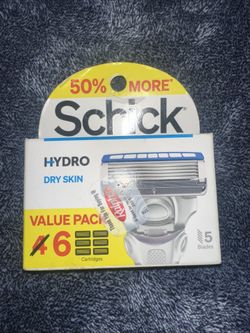 50% MORE*
Schick
HYDRO
DRY SKIN
VALUE PACK
4 6
Cartridges
5
Blades